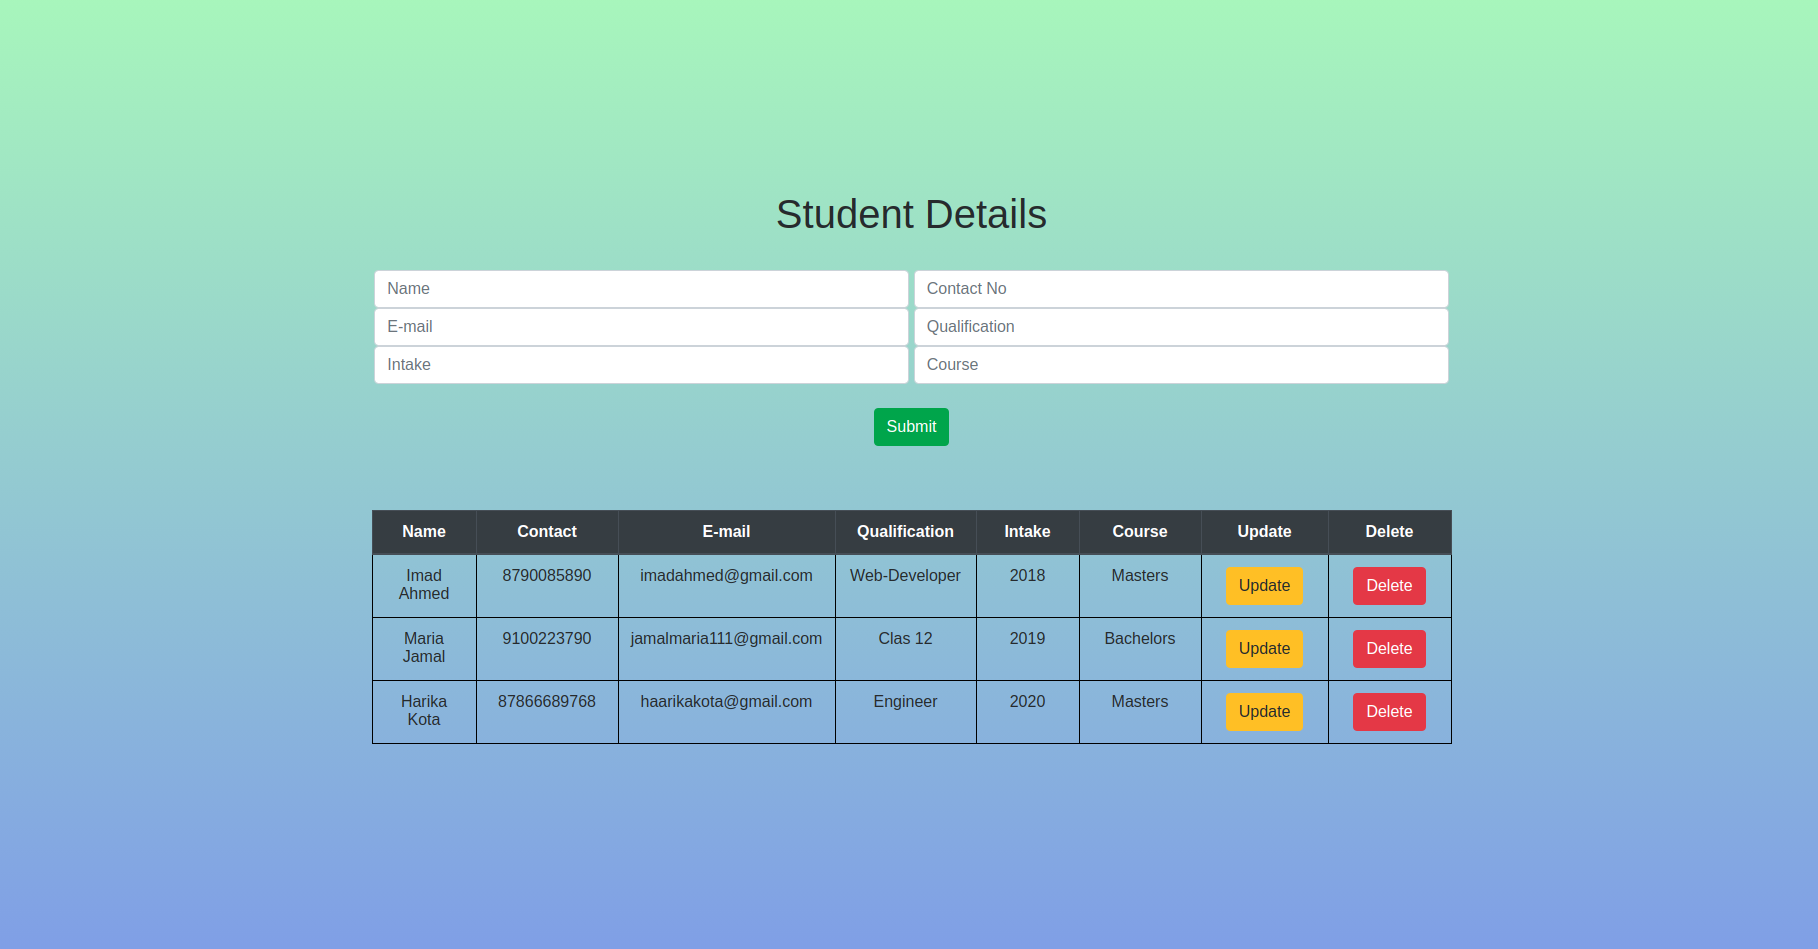 Student Details
Name Contact No
E-mail Qualification
Intake Course
Submit
Name Contact E-mail Qualification Intake Course Update Delete
Imad Ahmed 8790085890 imadahmed@gmail.com Web-Developer 2018 Masters Update Delete
Maria Jamal 9100223790 jamalmaria111@gmail.com Clas 12 2019 Bachelors Update Delete
Harika Kota 87866689768 haarikakota@gmail.com Engineer 2020 Masters Update Delete